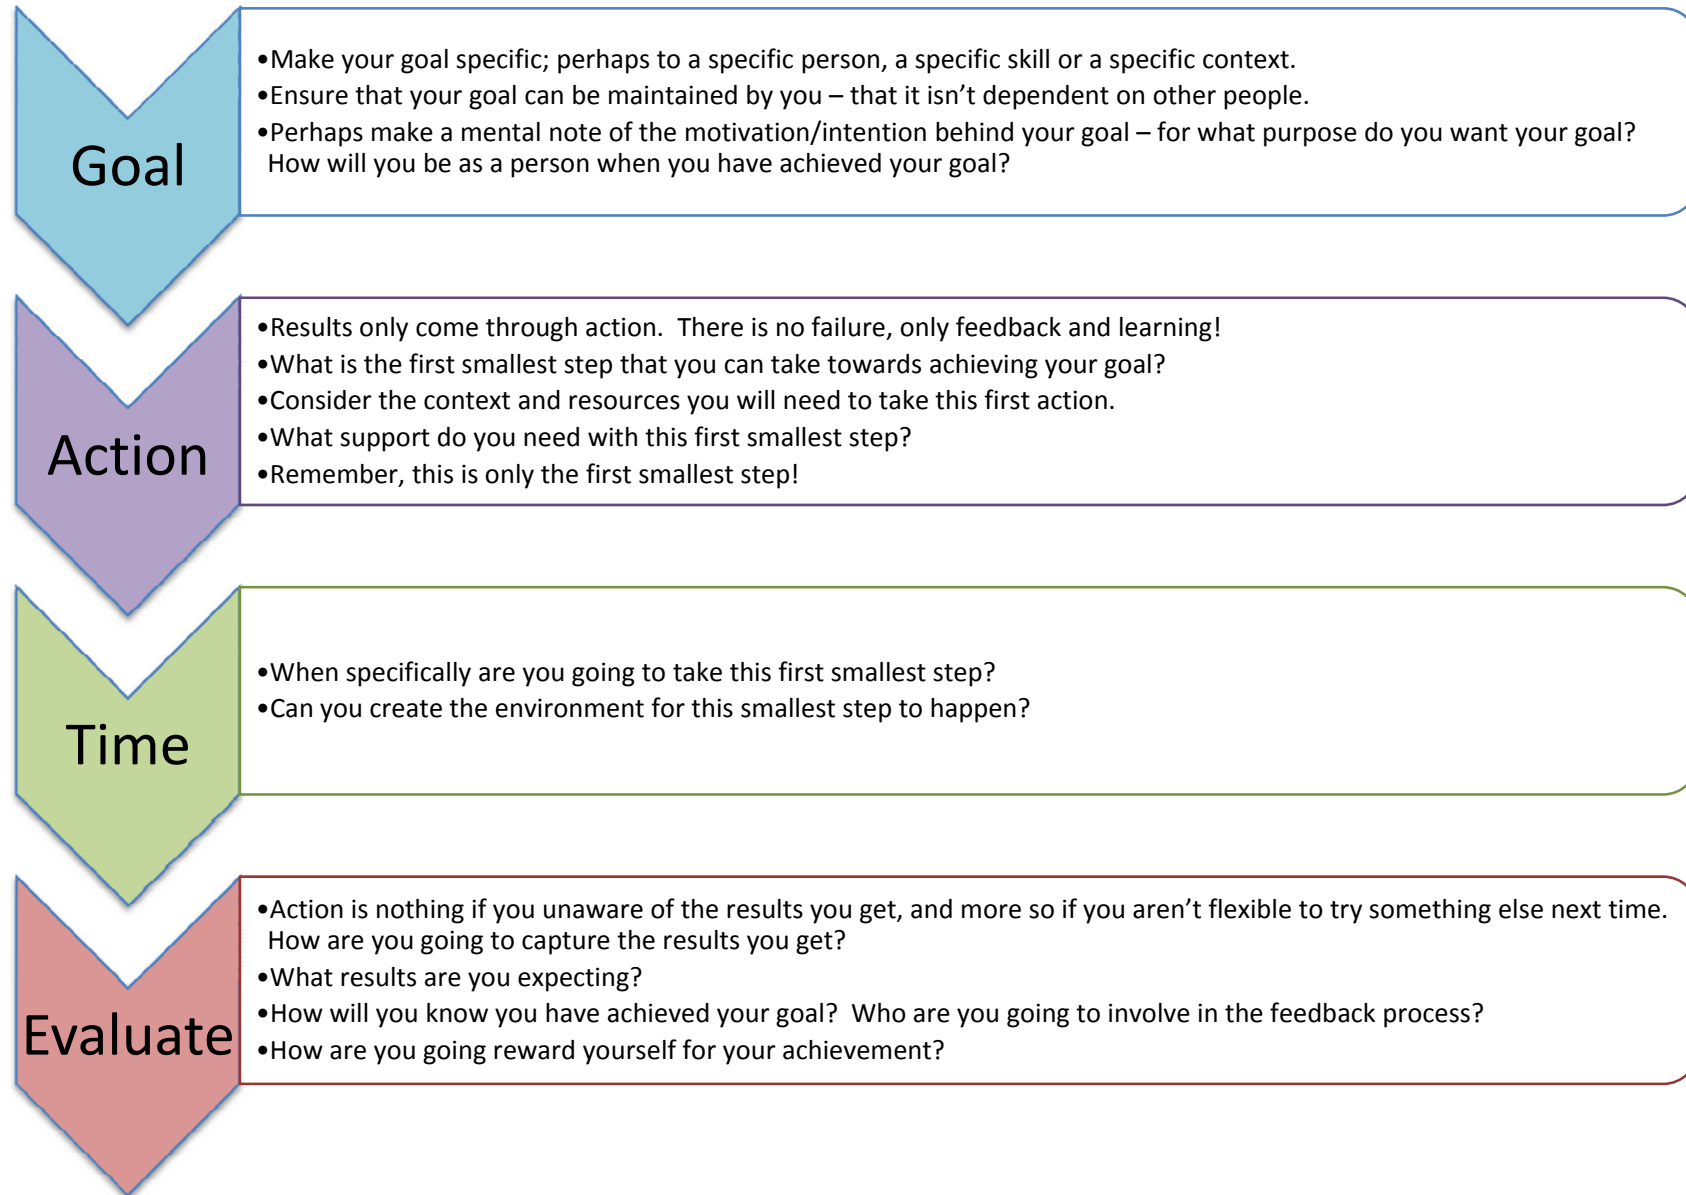 Goal
•Make your goal specific; perhaps to a specific person, a specific skill or a specific context.
•Ensure that your goal can be maintained by you – that it isn't dependent on other people.
•Perhaps make a mental note of the motivation/intention behind your goal – for what purpose do you want your goal?
How will you be as a person when you have achieved your goal?
Action
•Results only come through action.  There is no failure, only feedback and learning!
•What is the first smallest step that you can take towards achieving your goal?
•Consider the context and resources you will need to take this first action.
•What support do you need with this first smallest step?
•Remember, this is only the first smallest step!
Time
•When specifically are you going to take this first smallest step?
•Can you create the environment for this smallest step to happen?
Evaluate
•Action is nothing if you unaware of the results you get, and more so if you aren't flexible to try something else next time.
How are you going to capture the results you get?
•What results are you expecting?
•How will you know you have achieved your goal?  Who are you going to involve in the feedback process?
•How are you going reward yourself for your achievement?